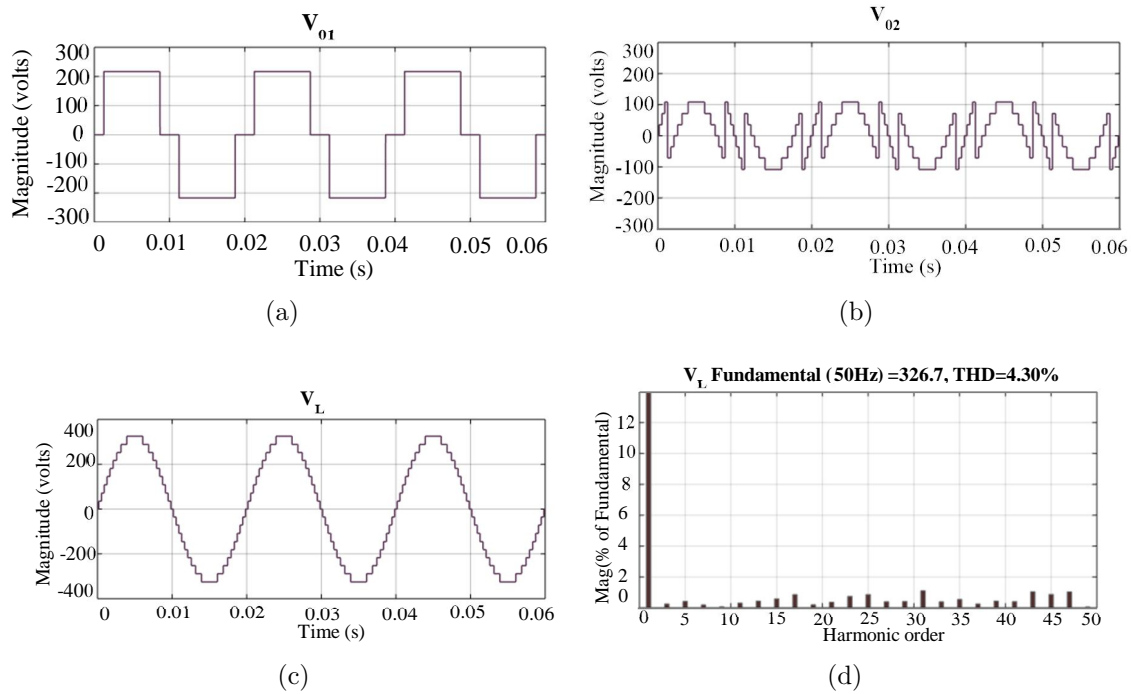 V01
Magnitude (volts)
300
200
100
0
-100
-200
-300
0 0.01 0.02 0.03 0.04 0.05 0.06
Time (s)
(a)
V02
Magnitude (volts)
300
200
100
0
-100
-200
-300
0 0.01 0.02 0.03 0.04 0.05 0.06
Time (s)
(b)
VL
Magnitude (volts)
400
200
0
-200
-400
0 0.01 0.02 0.03 0.04 0.05 0.06
Time (s)
(c)
VL Fundamental (50Hz) =326.7, THD=4.30%
Mag(% of Fundamental)
12
10
8
6
4
2
0
0 5 10 15 20 25 30 35 40 45 50
Harmonic order
(d)